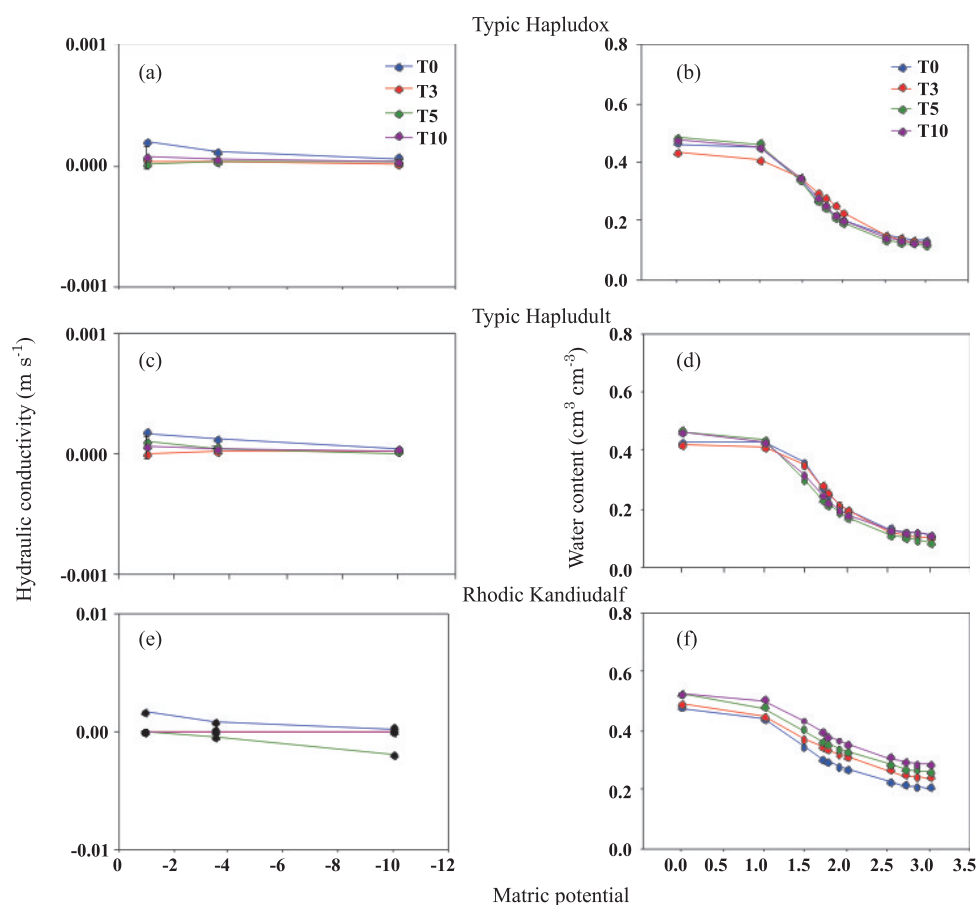 Typic Hapludox
0.001
0.000
-0.001
(a)
T0
T3
T5
T10
0.8
0.6
0.4
0.2
0.0
(b)
T0
T3
T5
T10
Typic Hapludult
0.001
0.000
-0.001
(c)
0.8
0.6
0.4
0.2
0.0
(d)
Hydraulic conductivity (m s-1)
Water content (cm3 cm-3)
Rhodic Kandiudalf
0.01
0.00
-0.01
(e)
0 -2 -4 -6 -8 -10 -12
0.8
0.6
0.4
0.2
0.0
(f)
0.0 0.5 1.0 1.5 2.0 2.5 3.0 3.5
Matric potential